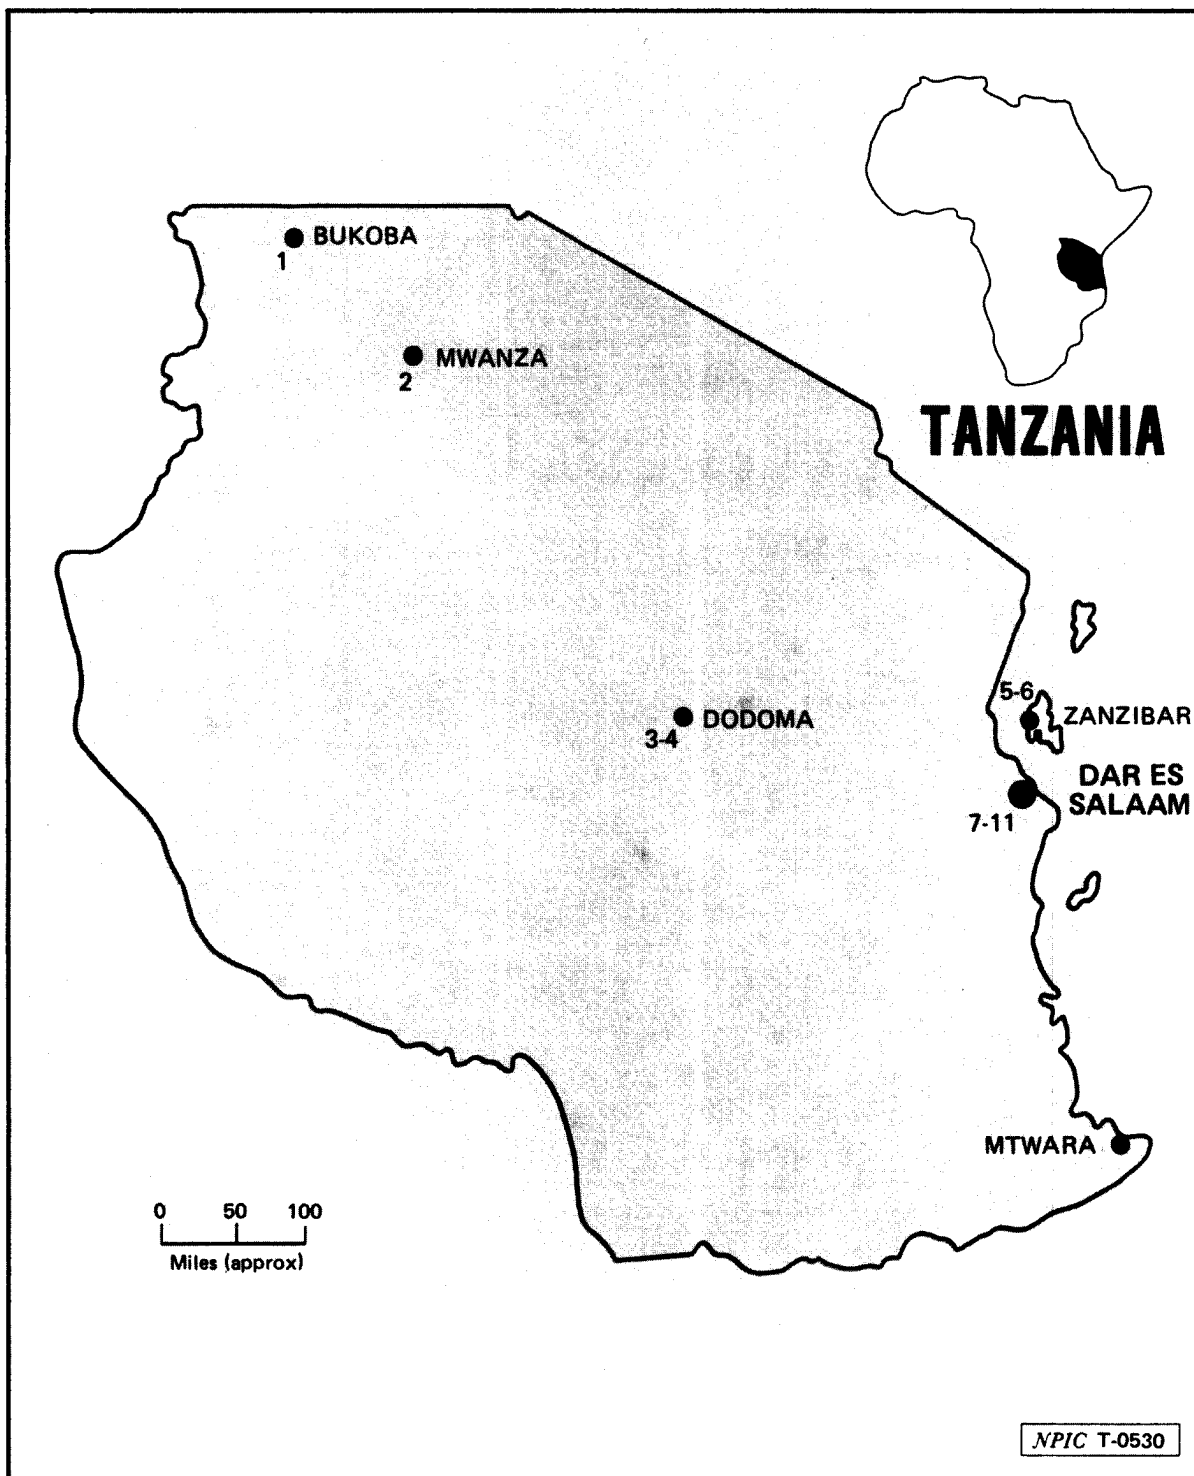 TANZANIA
BUKOBA
1
MWANZA
2
DODOMA
3-4
5-6
ZANZIBAR
DAR ES
SALAAM
7-11
MTWARA
0 50 100
Miles (approx)
NPIC T-0530